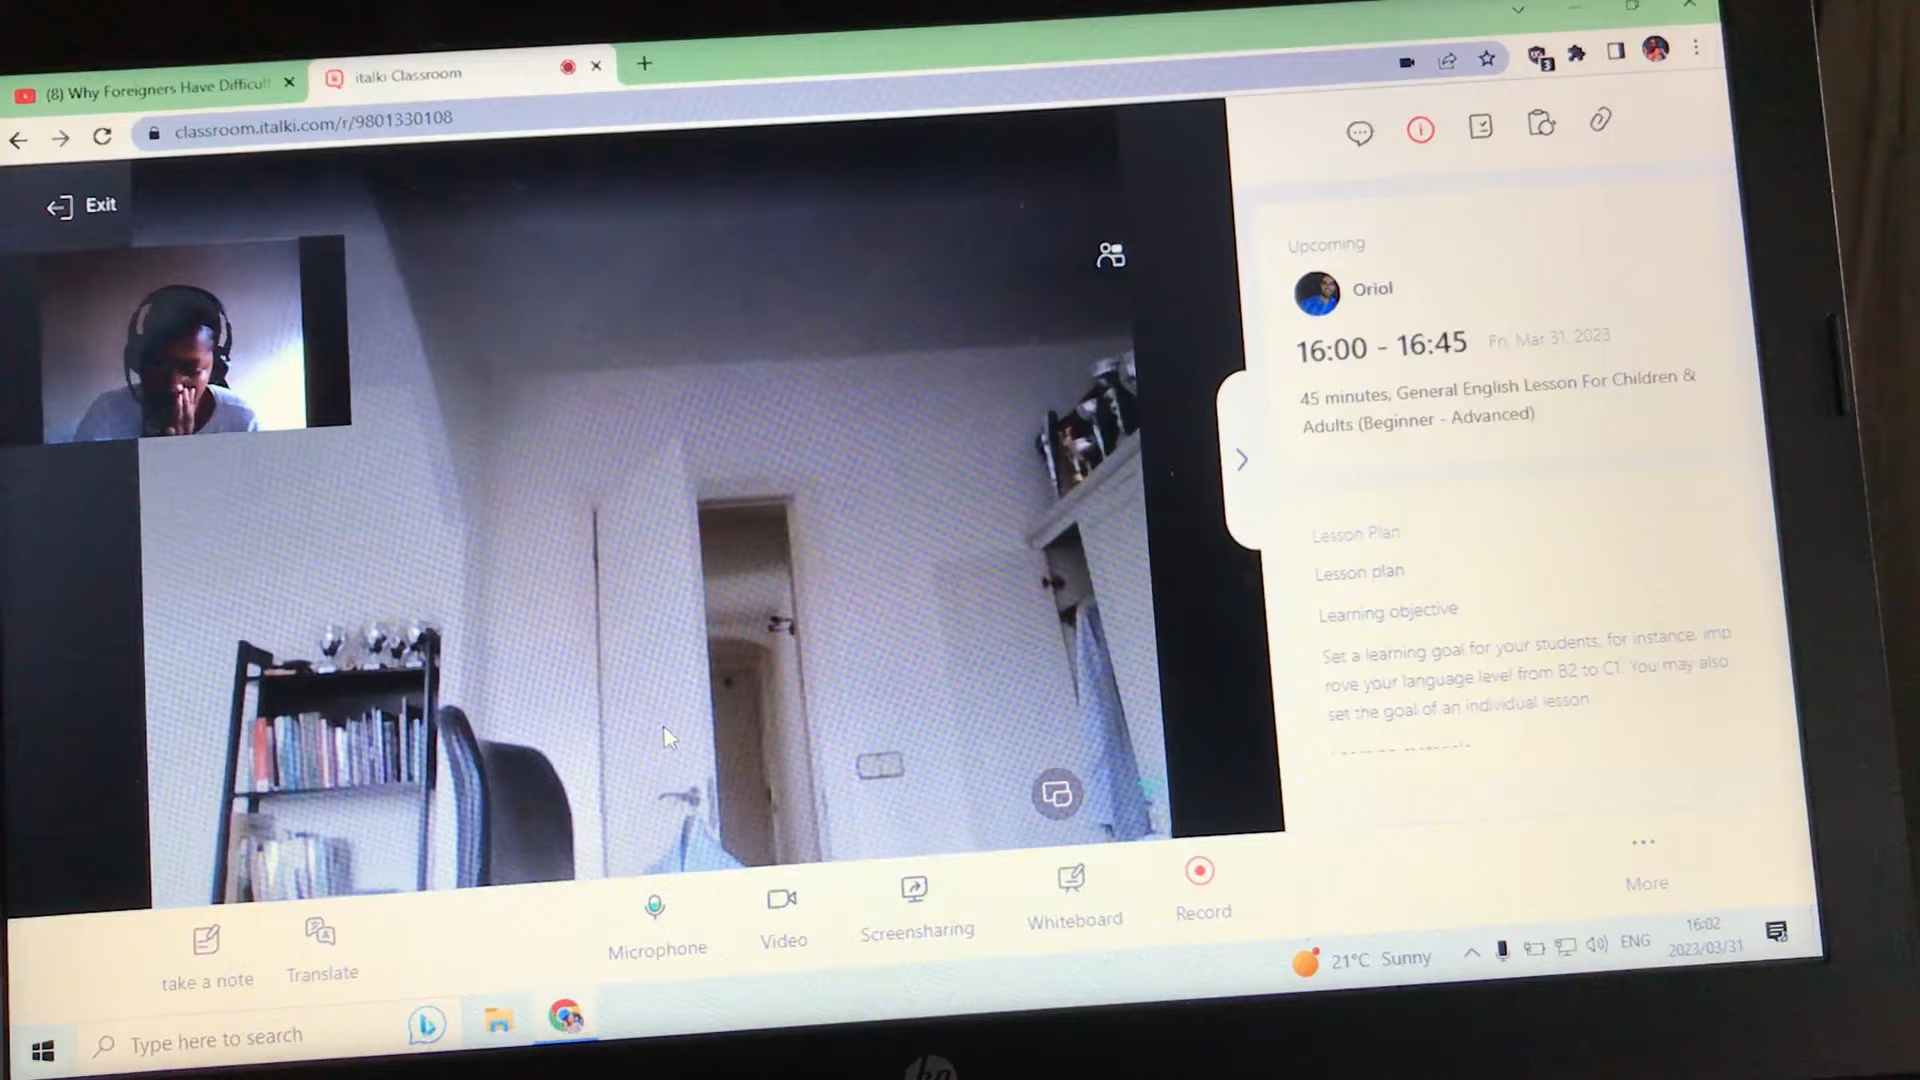 (8) Why Foreigners Have Difficul
italki Classroom
classroom.italki.com/r/9801330108
3
Exit
Upcoming
Oriol
16:00 - 16:45 Fri, Mar 31, 2023
45 minutes, General English Lesson For Children &
Adults (Beginner - Advanced)
Lesson Plan
Lesson plan
Learning objective
Set a learning goal for your students, for instance, imp
rove your language level from B2 to C1. You may also
set the goal of an individual lesson
take a note
Translate
Microphone
Video
Screensharing
Whiteboard
Record
More
Type here to search
21°C Sunny
ENG
16:02
2023/03/31
hp